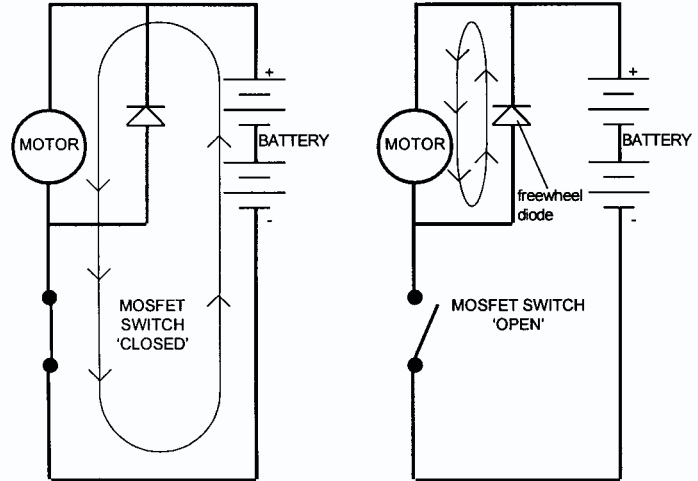 +
MOTOR
BATTERY
-
MOSFET
SWITCH
'CLOSED'
+
MOTOR
BATTERY
freewheel
diode
-
MOSFET SWITCH
'OPEN'